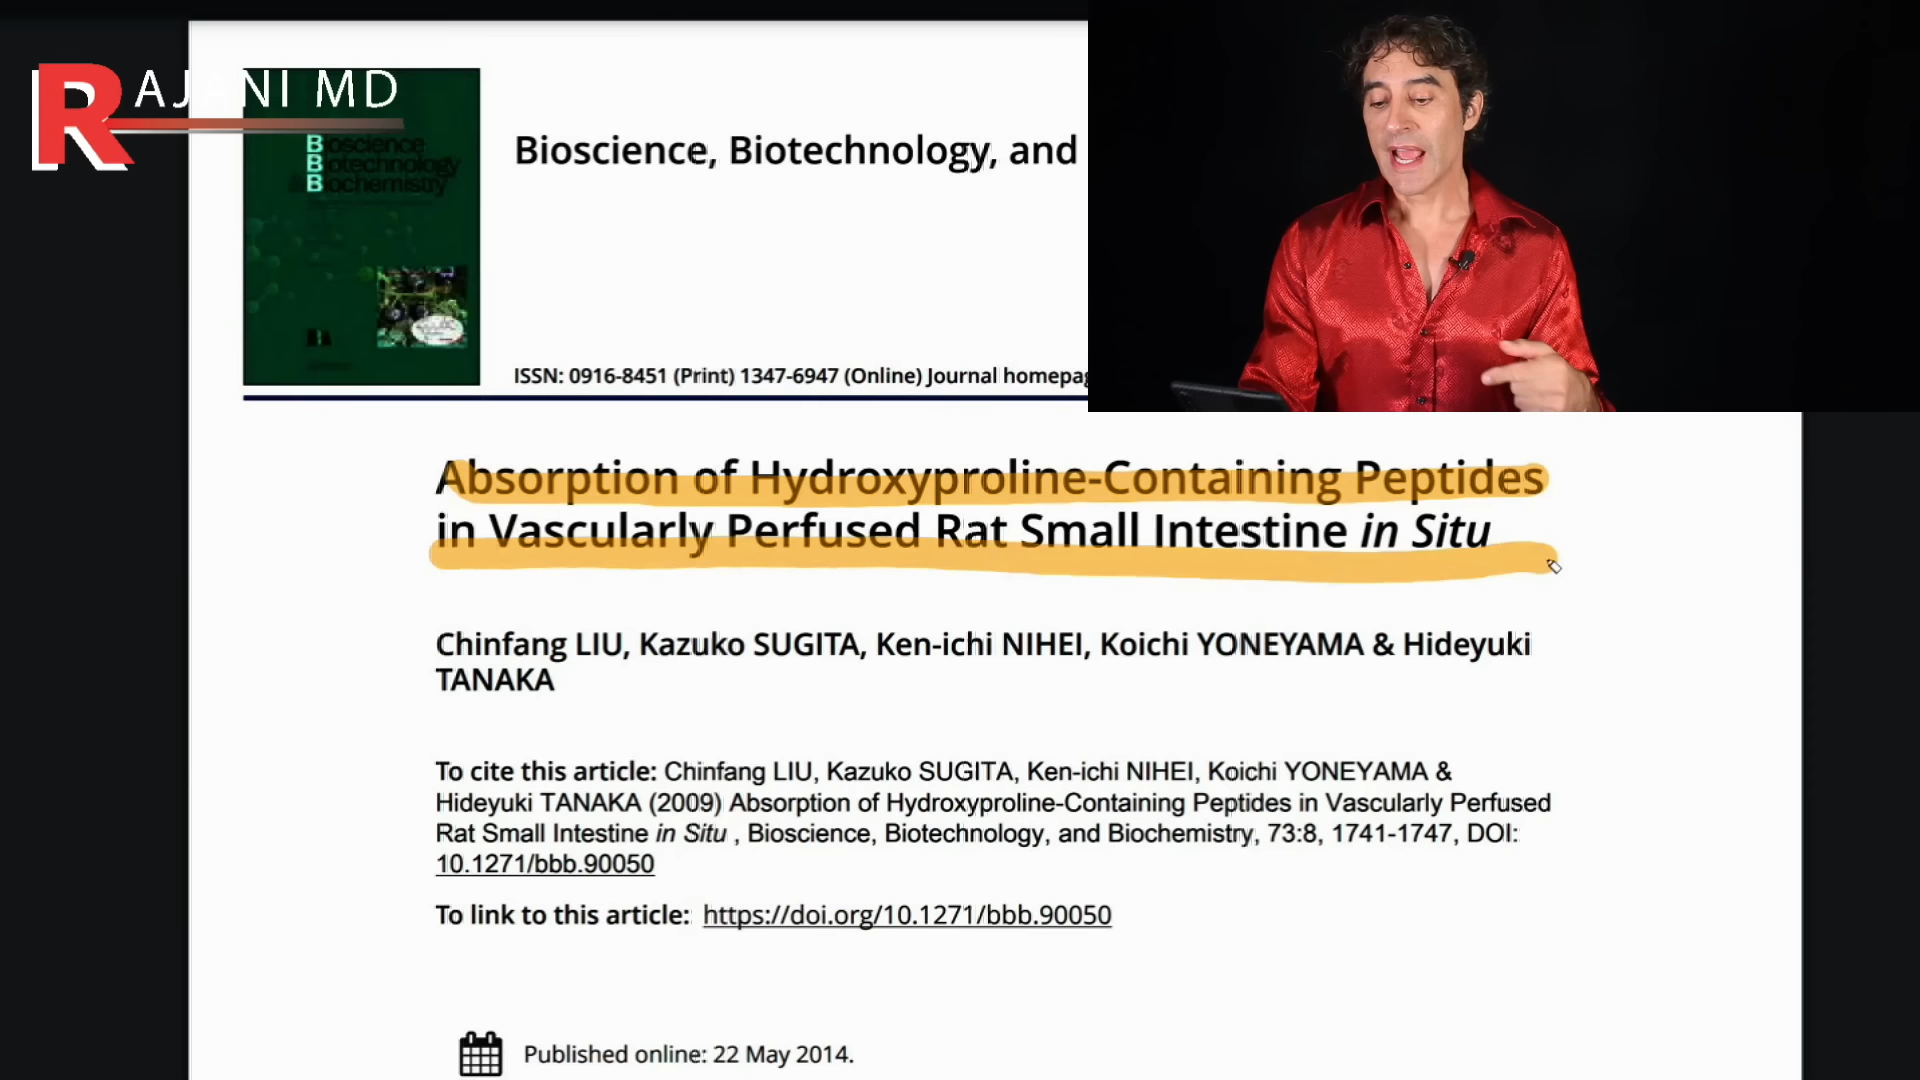 RAJANI MD
Bioscience
Biotechnology
Biochemistry
Bioscience, Biotechnology, and
ISSN: 0916-8451 (Print) 1347-6947 (Online) Journal homepag
Absorption of Hydroxyproline-Containing Peptides
in Vascularly Perfused Rat Small Intestine in Situ
Chinfang LIU, Kazuko SUGITA, Ken-ichi NIHEI, Koichi YONEYAMA & Hideyuki
TANAKA
To cite this article: Chinfang LIU, Kazuko SUGITA, Ken-ichi NIHEI, Koichi YONEYAMA &
Hideyuki TANAKA (2009) Absorption of Hydroxyproline-Containing Peptides in Vascularly Perfused
Rat Small Intestine in Situ , Bioscience, Biotechnology, and Biochemistry, 73:8, 1741-1747, DOI:
10.1271/bbb.90050
To link to this article: https://doi.org/10.1271/bbb.90050
Published online: 22 May 2014.